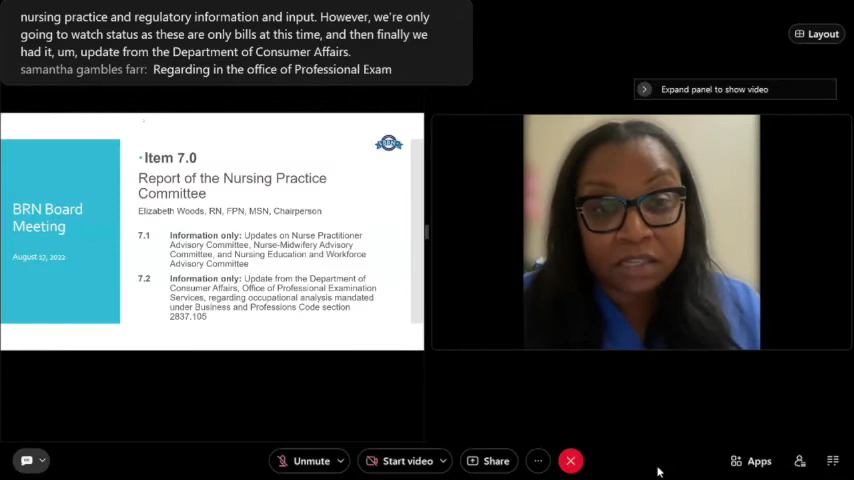 nursing practice and regulatory information and input. However, we're only
going to watch status as these are only bills at this time, and then finally we
had it, um, update from the Department of Consumer Affairs.
samantha gambles farr: Regarding in the office of Professional Exam
Layout
Expand panel to show video
BRN
BRN Board
Meeting
August 17, 2022
•Item 7.0
Report of the Nursing Practice
Committee
Elizabeth Woods, RN, FPN, MSN, Chairperson
7.1 Information only: Updates on Nurse Practitioner
Advisory Committee, Nurse-Midwifery Advisory
Committee, and Nursing Education and Workforce
Advisory Committee
7.2 Information only: Update from the Department of
Consumer Affairs, Office of Professional Examination
Services, regarding occupational analysis mandated
under Business and Professions Code section
2837.105
Unmute
Start video
Share
Apps